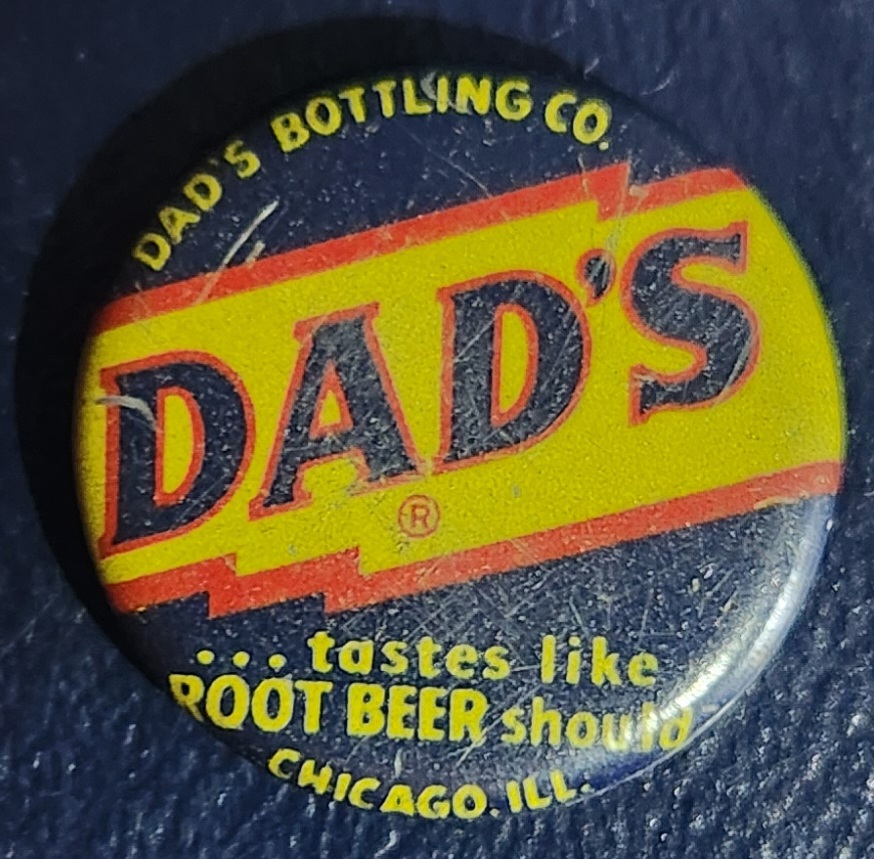 DAD'S BOTTLING CO.
DAD'S
®
...tastes like
ROOT BEER should
CHICAGO. ILL.